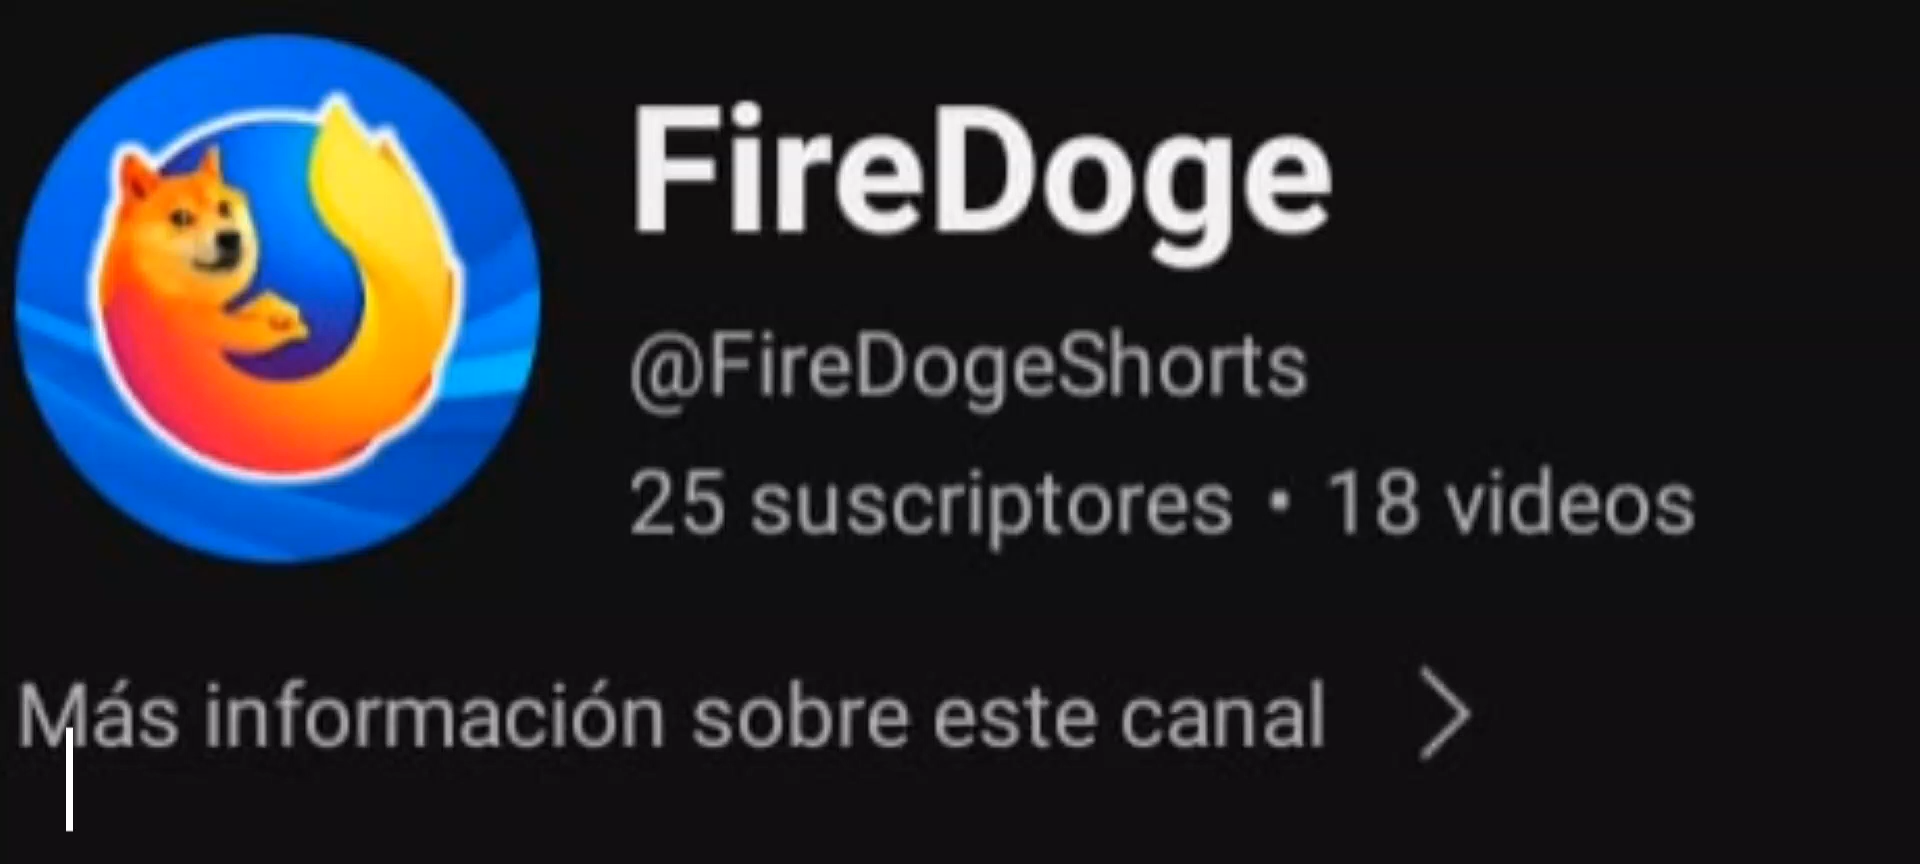 FireDoge
@FireDogeShorts
25 suscriptores • 18 videos
Más información sobre este canal